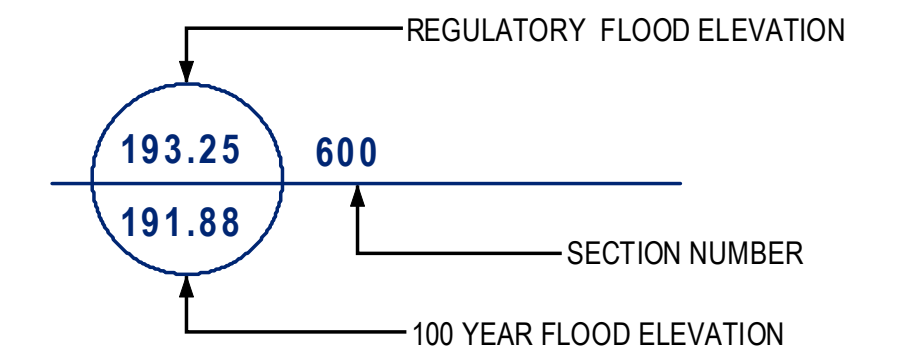 REGULATORY FLOOD ELEVATION
193.25
600
191.88
SECTION NUMBER
100 YEAR FLOOD ELEVATION